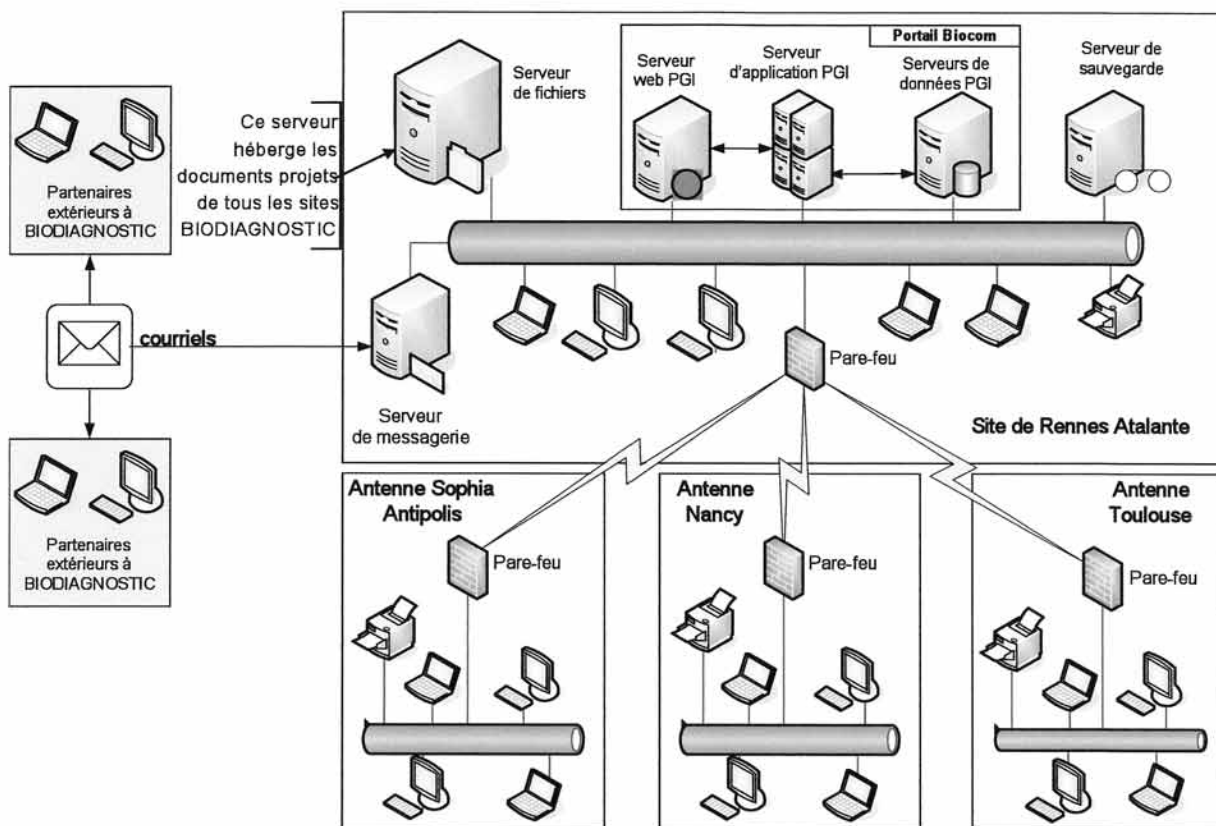 Portail Biocom
Serveur
de fichiers
Serveur
web PGI
Serveur
d'application PGI
Serveurs de
données PGI
Serveur de
sauvegarde
Ce serveur
héberge les
documents projets
de tous les sites
BIODIAGNOSTIC
Partenaires
extérieurs à
BIODIAGNOSTIC
courriels
Serveur
de messagerie
Pare-feu
Site de Rennes Atalante
Partenaires
extérieurs à
BIODIAGNOSTIC
Antenne Sophia
Antipolis
Pare-feu
Antenne
Nancy
Pare-feu
Antenne
Toulouse
Pare-feu